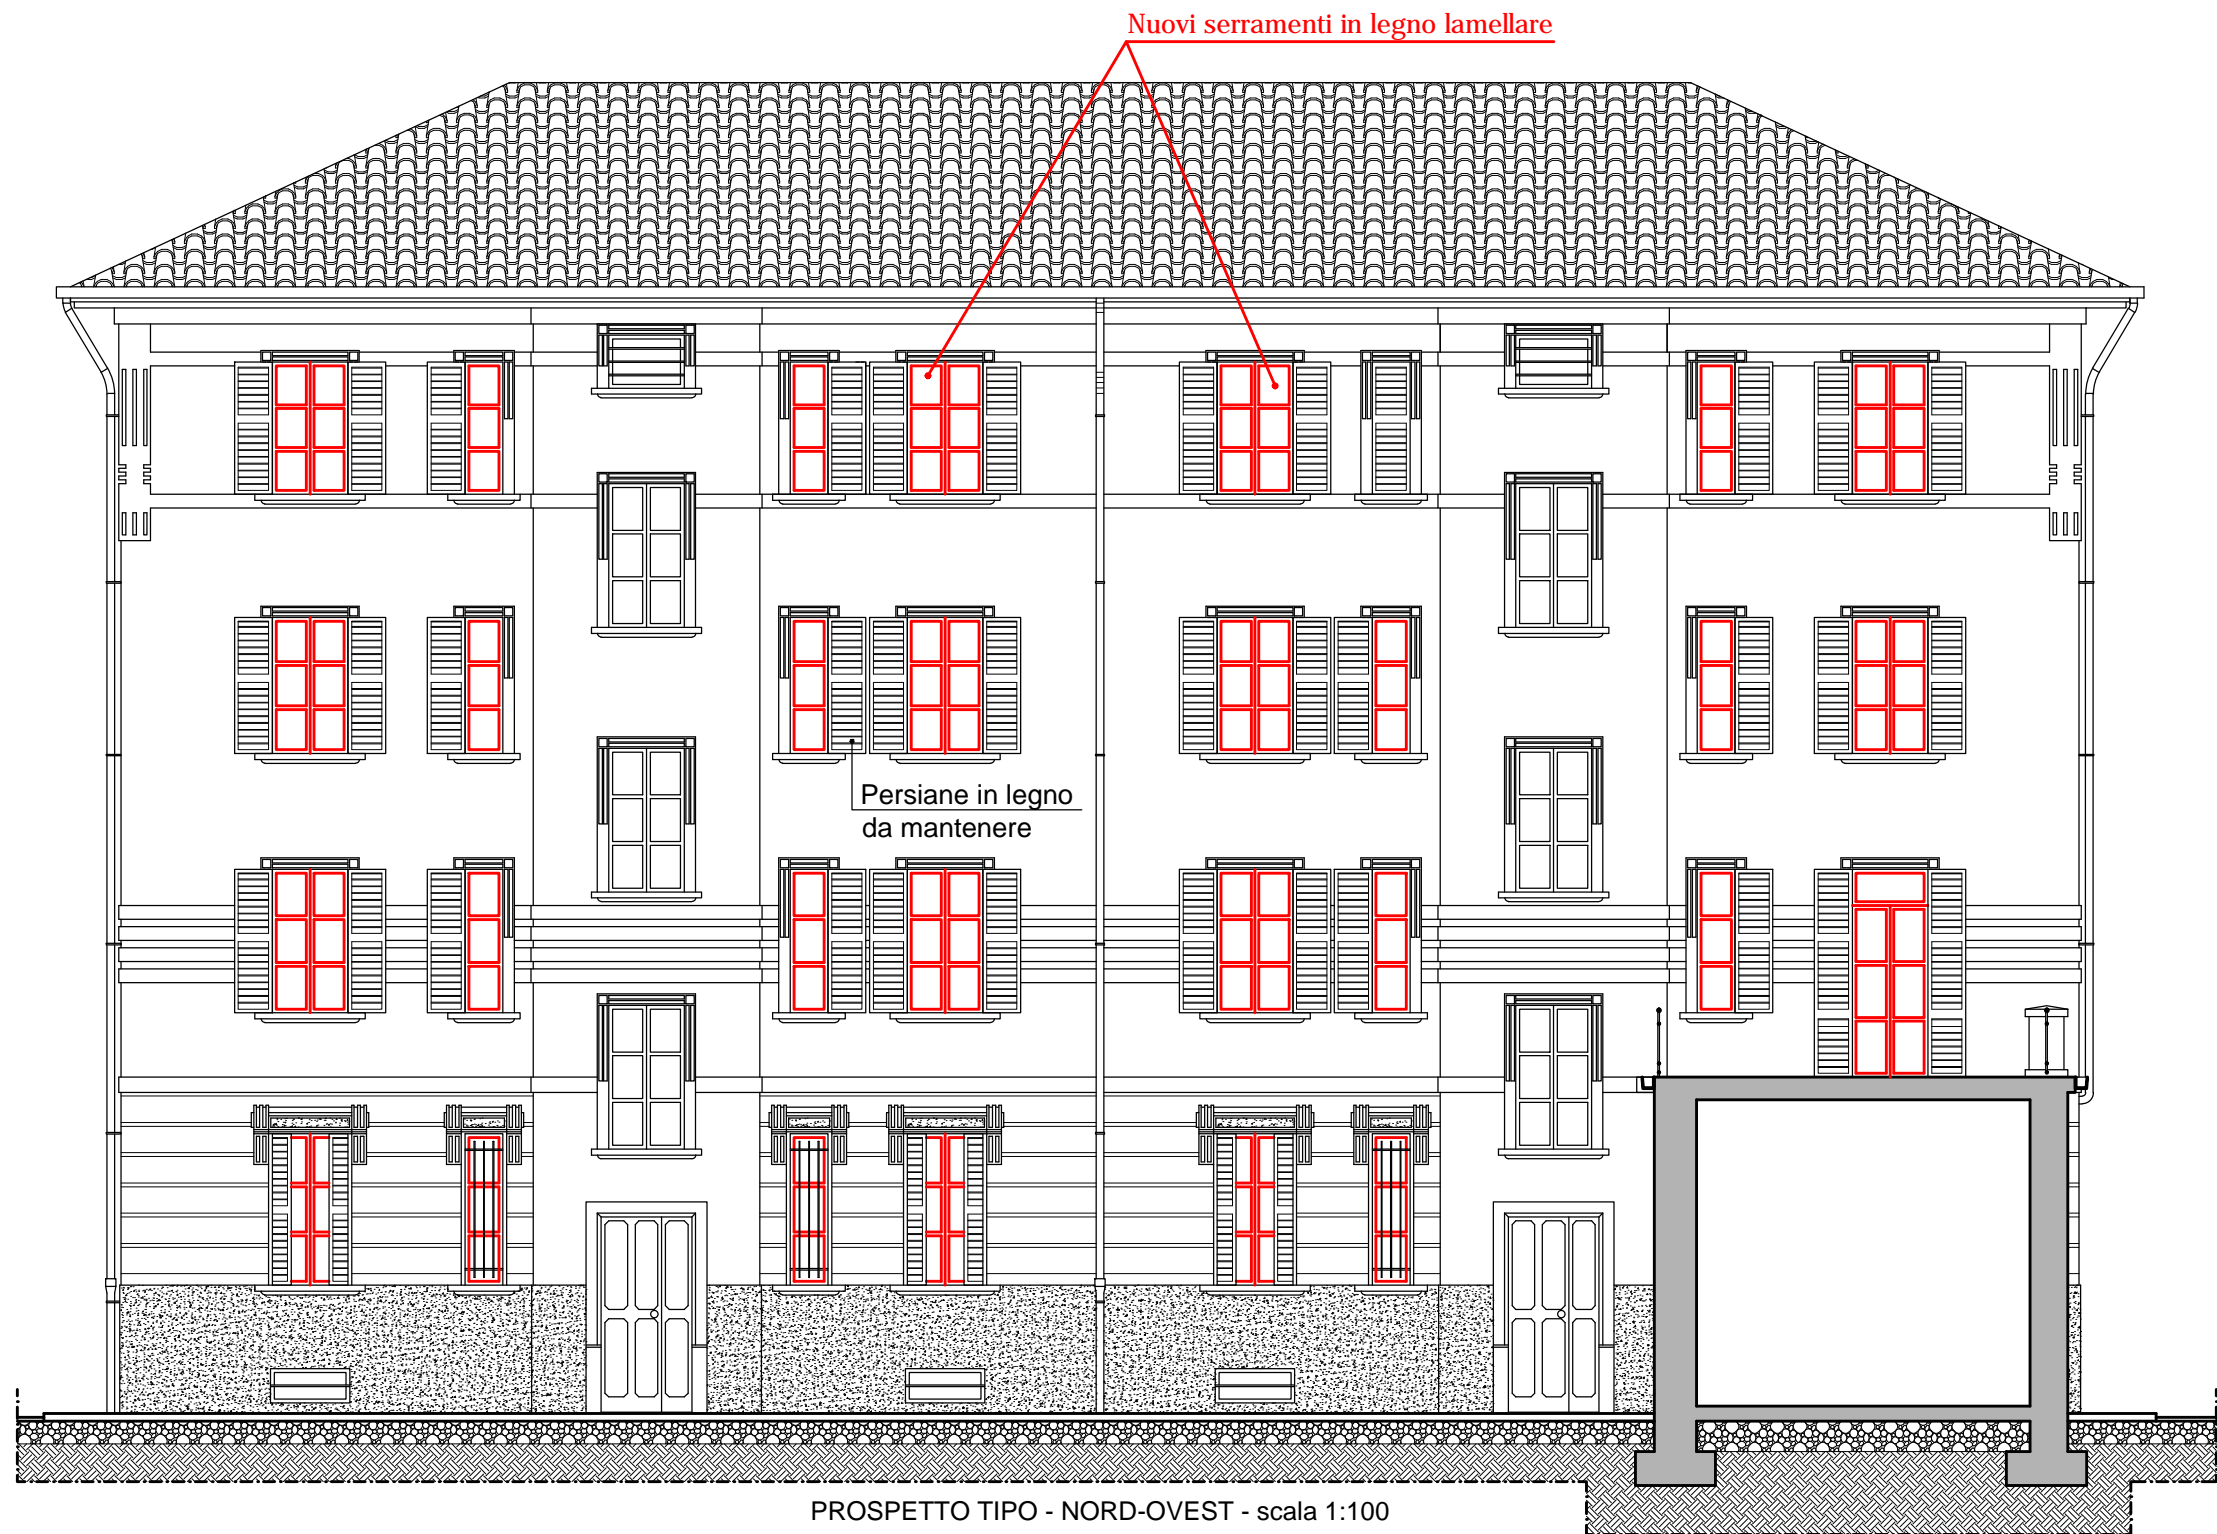 Nuovi serramenti in legno lamellare
Persiane in legno
da mantenere
PROSPETTO TIPO - NORD-OVEST - scala 1:100